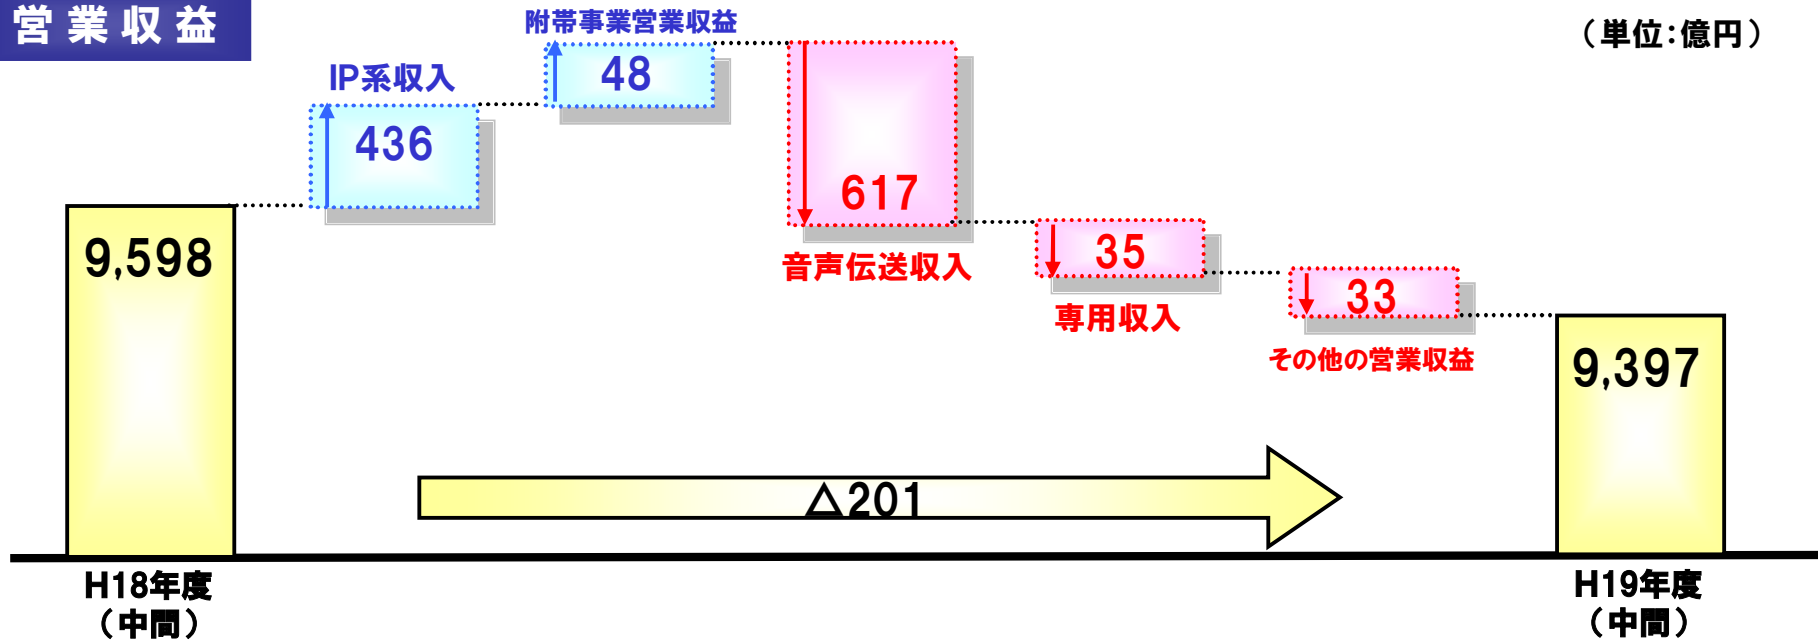 営業収益
（単位：億円）
附帯事業営業収益
48
IP系収入
436
617
音声伝送収入
35
専用収入
33
その他の営業収益
9,598
9,397
△201
H18年度
（中間）
H19年度
（中間）